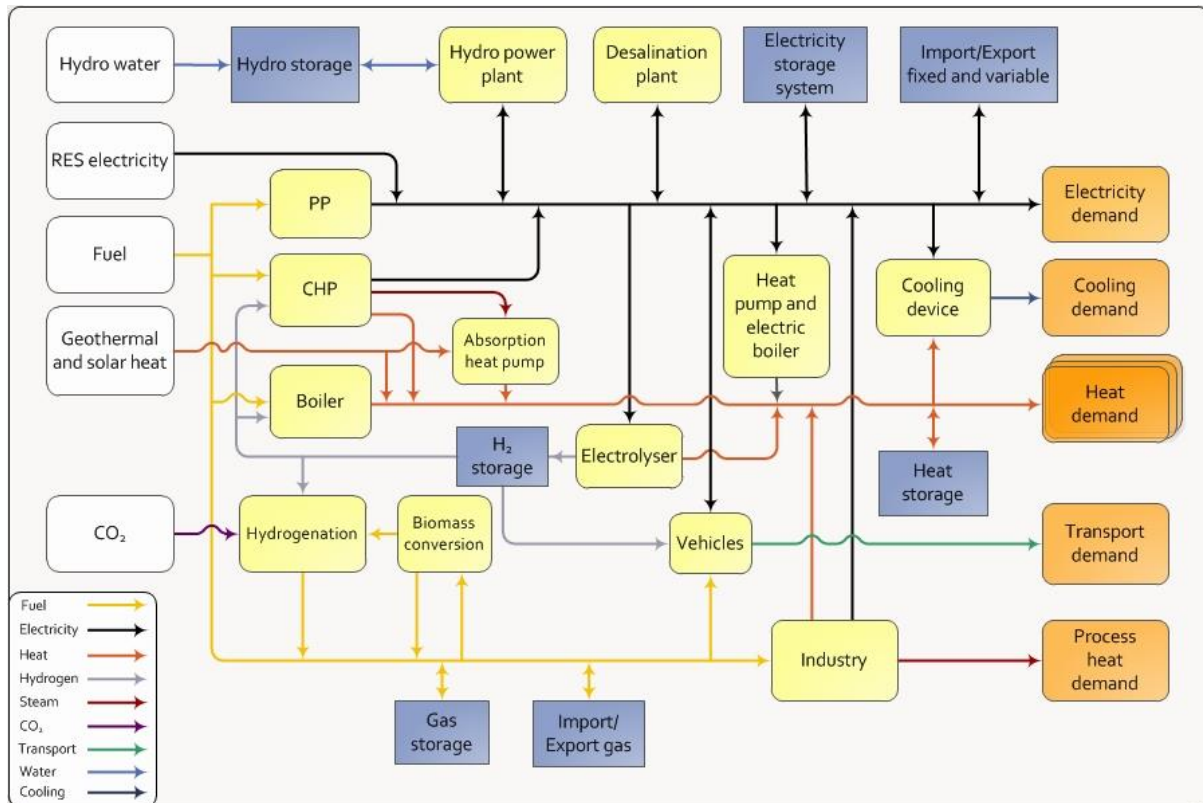 Hydro water
Hydro storage
Hydro power
plant
Desalination
plant
Electricity
storage
system
Import/Export
fixed and variable
RES electricity
PP
Electricity
demand
Fuel
CHP
Heat
pump and
electric
boiler
Cooling
device
Cooling
demand
Geothermal
and solar heat
Absorption
heat pump
Boiler
Heat
demand
H₂
storage
Electrolyser
Heat
storage
CO₂
Hydrogenation
Biomass
conversion
Vehicles
Transport
demand
Industry
Process
heat
demand
Gas
storage
Import/
Export gas
Fuel
Electricity
Heat
Hydrogen
Steam
CO₂
Transport
Water
Cooling